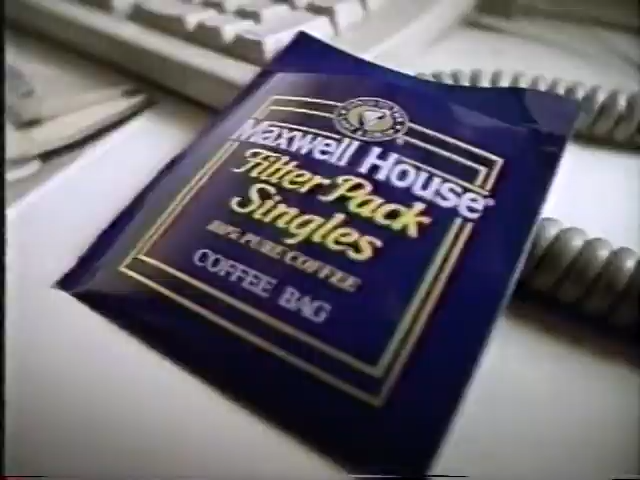 Maxwell House®
Filter Pack
Singles
100% PURE COFFEE
COFFEE BAG